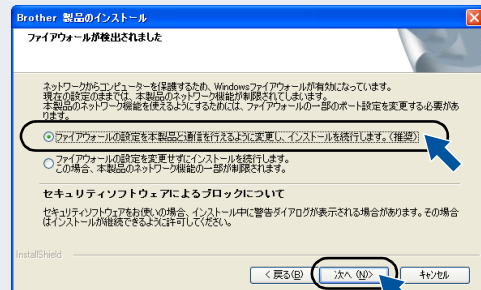 Brother 製品のインストール
ファイアウォールが検出されました
ネットワークからコンピューターを保護するため、Windowsファイアウォールが有効になっています。
現在の設定のままでは、本製品のネットワーク機能が制限されてしまいます。
本製品のネットワーク機能を使えるようにするためには、ファイアウォールの一部のポート設定を変更する必要があ
ります。
ファイアウォールの設定を本製品と通信を行えるように変更し、インストールを続行します。(推奨)
ファイアウォールの設定を変更せずにインストールを続行します。
この場合、本製品のネットワーク機能の一部が制限されます。
セキュリティソフトウェアによるブロックについて
セキュリティソフトウェアをお使いの場合、インストール中に警告ダイアログが表示される場合があります。その場合
はインストールが継続できるように許可してください。
InstallShield
< 戻る(B)
次へ (N)>
キャンセル